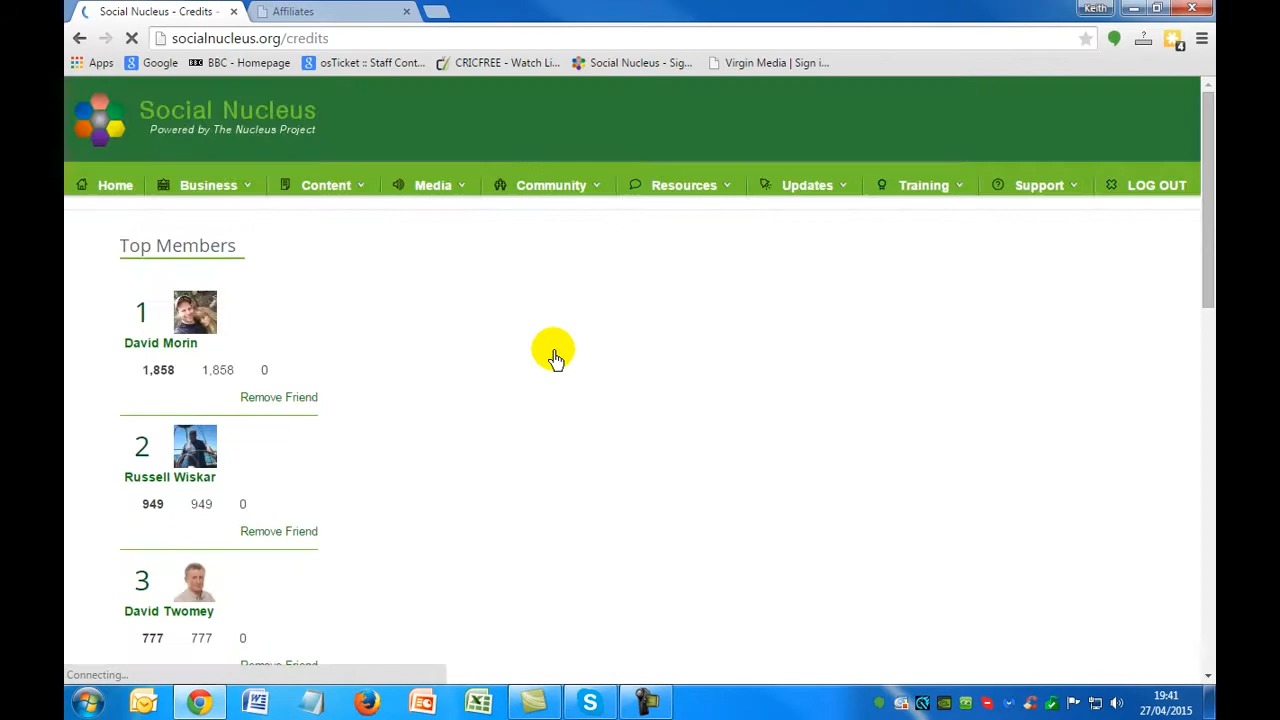 Social Nucleus - Credits -
Affiliates
Keith
socialnucleus.org/credits
4
Apps
Google
BBC - Homepage
osTicket :: Staff Cont...
CRICFREE - Watch Li...
Social Nucleus - Sig...
Virgin Media | Sign i...
Social Nucleus
Powered by The Nucleus Project
Home
Business
Content
Media
Community
Resources
Updates
Training
Support
LOG OUT
Top Members
1
David Morin
1,858 1,858 0
Remove Friend
2
Russell Wiskar
949 949 0
Remove Friend
3
David Twomey
777 777 0
Remove Friend
Connecting...
19:41
27/04/2015